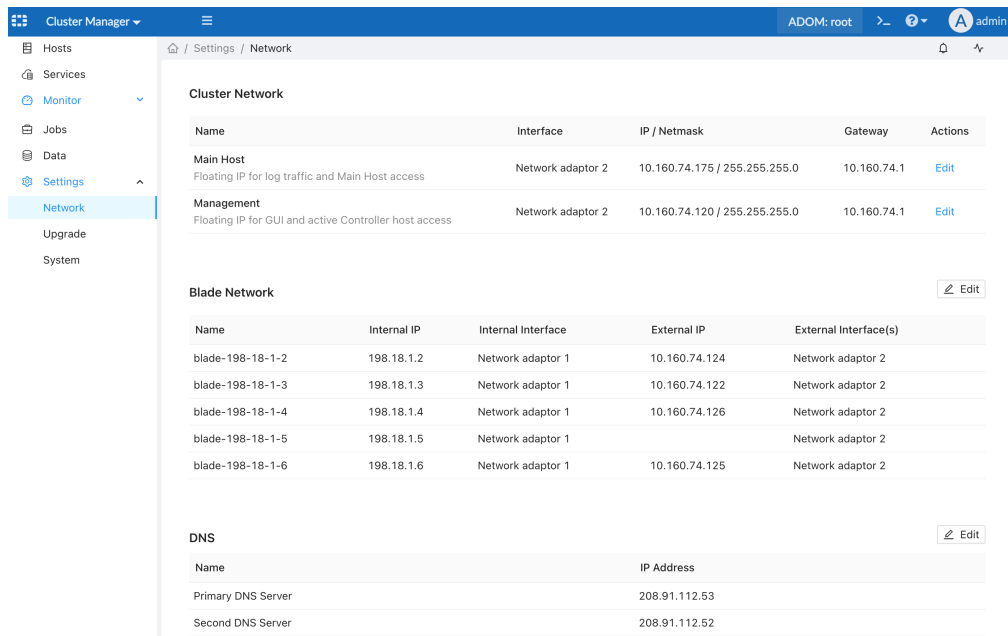 Cluster Manager
ADOM: root
>_
?
A admin
Hosts
Services
Monitor
Jobs
Data
Settings
Network
Upgrade
System
/ Settings / Network
Cluster Network
Name Interface IP / Netmask Gateway Actions
Main Host
Floating IP for log traffic and Main Host access
Network adaptor 2 10.160.74.175 / 255.255.255.0 10.160.74.1 Edit
Management
Floating IP for GUI and active Controller host access
Network adaptor 2 10.160.74.120 / 255.255.255.0 10.160.74.1 Edit
Blade Network
Edit
Name Internal IP Internal Interface External IP External Interface(s)
blade-198-18-1-2 198.18.1.2 Network adaptor 1 10.160.74.124 Network adaptor 2
blade-198-18-1-3 198.18.1.3 Network adaptor 1 10.160.74.122 Network adaptor 2
blade-198-18-1-4 198.18.1.4 Network adaptor 1 10.160.74.126 Network adaptor 2
blade-198-18-1-5 198.18.1.5 Network adaptor 1 Network adaptor 2
blade-198-18-1-6 198.18.1.6 Network adaptor 1 10.160.74.125 Network adaptor 2
DNS
Edit
Name IP Address
Primary DNS Server 208.91.112.53
Second DNS Server 208.91.112.52